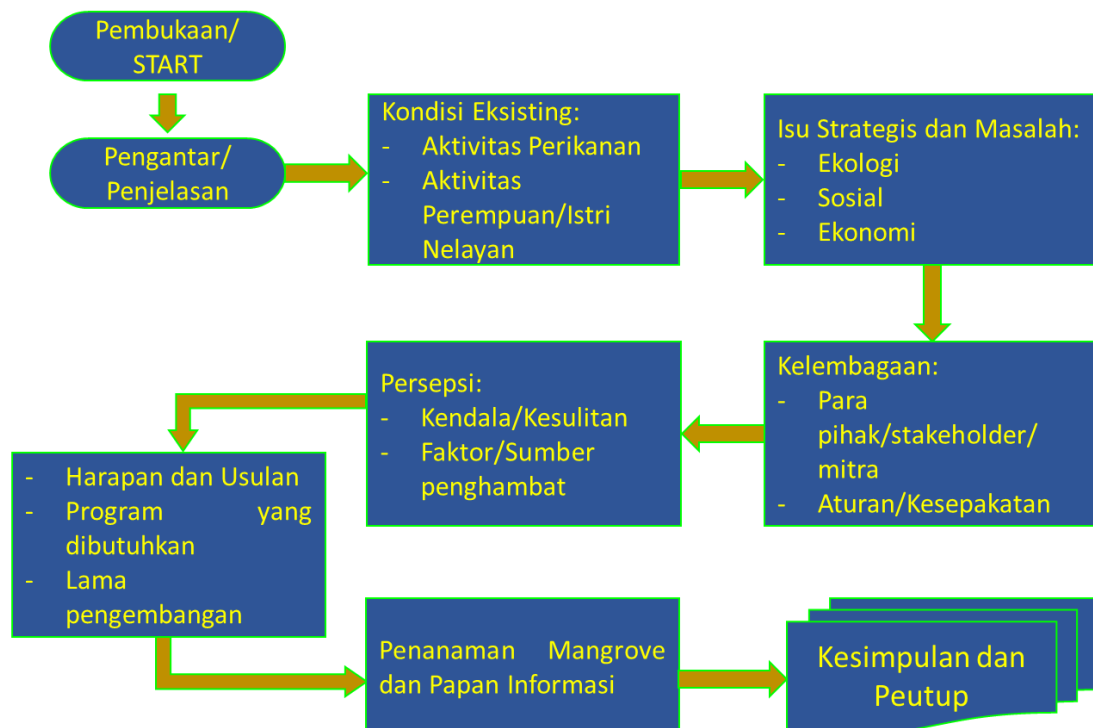 Pembukaan/
START
Pengantar/
Penjelasan
Kondisi Eksisting:
- Aktivitas Perikanan
- Aktivitas
Perempuan/Istri
Nelayan
Isu Strategis dan Masalah:
- Ekologi
- Sosial
- Ekonomi
Kelembagaan:
- Para
pihak/stakeholder/
mitra
- Aturan/Kesepakatan
Persepsi:
- Kendala/Kesulitan
- Faktor/Sumber
penghambat
- Harapan dan Usulan
- Program yang
dibutuhkan
- Lama
pengembangan
Penanaman Mangrove
dan Papan Informasi
Kesimpulan dan
Peutup